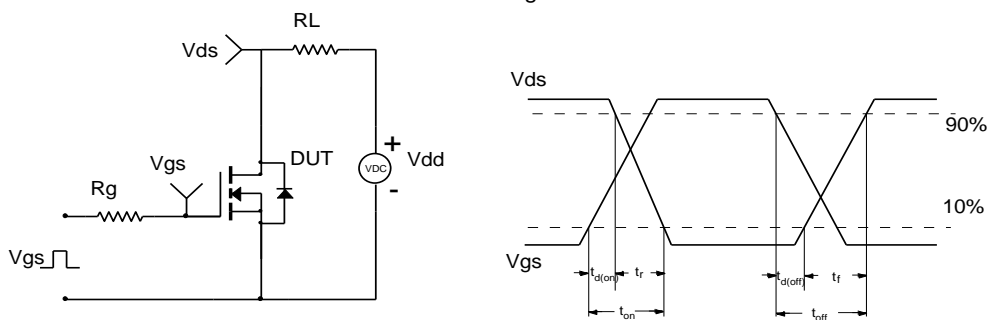 RL
Vds
Vgs
DUT
Rg
VDC
+
-
Vdd
Vgs
Vds
90%
10%
Vgs
td(on)
tr
ton
td(off)
tf
toff